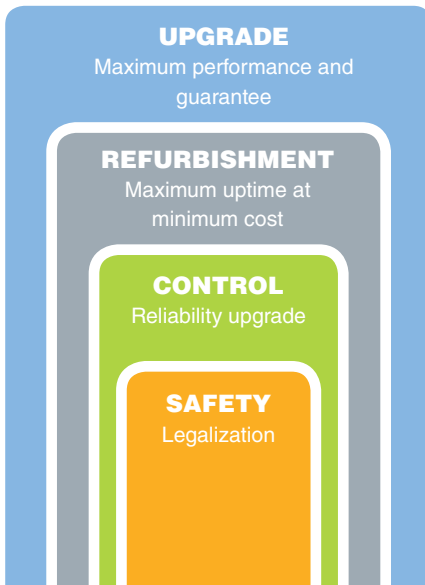 UPGRADE
Maximum performance and
guarantee
REFURBISHMENT
Maximum uptime at
minimum cost
CONTROL
Reliability upgrade
SAFETY
Legalization